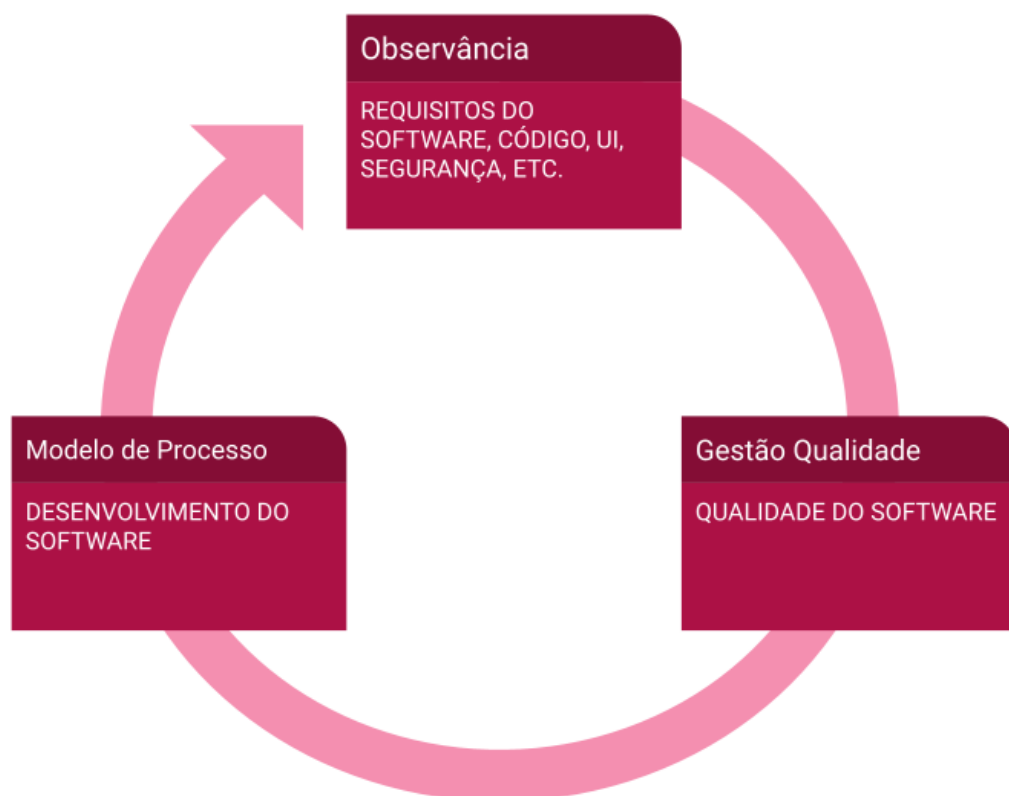 Observância
REQUISITOS DO
SOFTWARE, CÓDIGO, UI,
SEGURANÇA, ETC.
Modelo de Processo
DESENVOLVIMENTO DO
SOFTWARE
Gestão Qualidade
QUALIDADE DO SOFTWARE